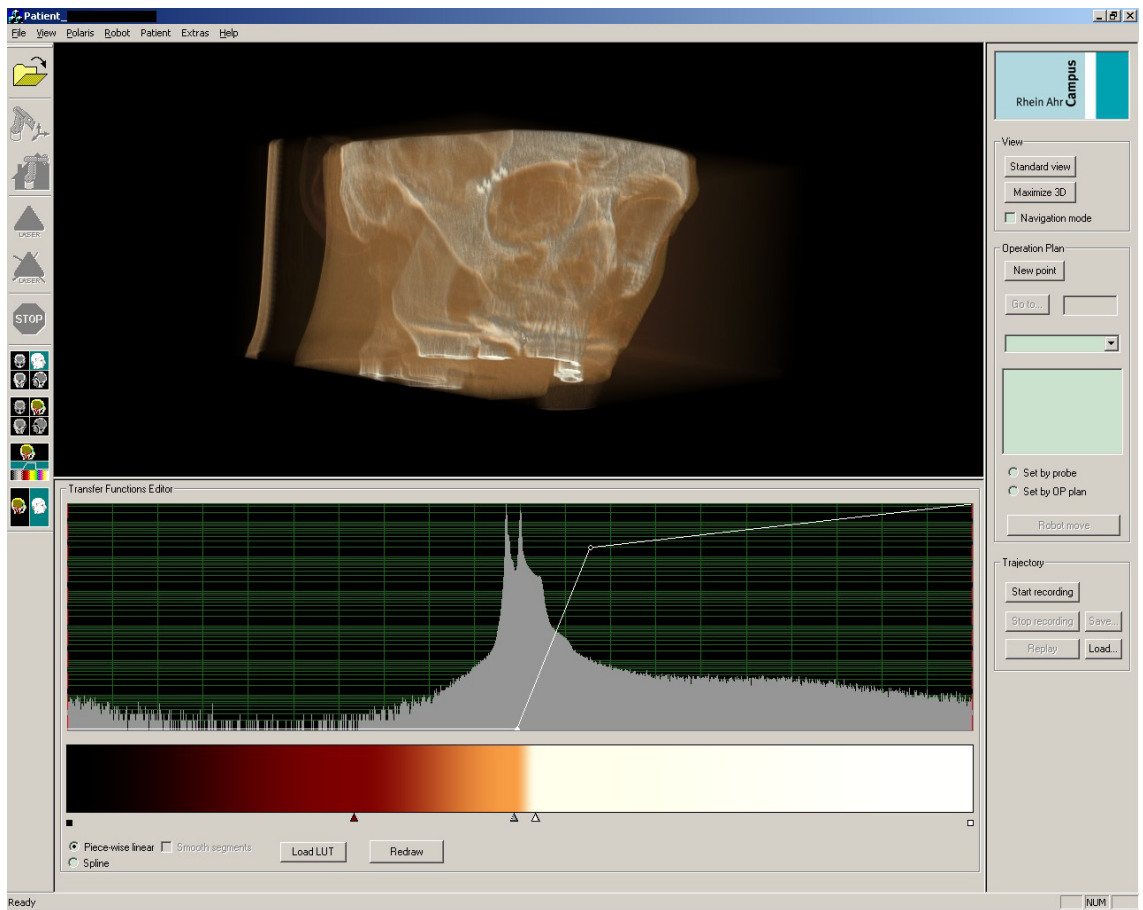 Patient_
File View Polaris Robot Patient Extras Help
Rhein Ahr Campus
View
Standard view
Maximize 3D
Navigation mode
Operation Plan
New point
Go to...
Set by probe
Set by OP plan
Robot move
Trajectory
Start recording
Stop recording Save...
Replay Load...
LASER
LASER
STOP
Transfer Functions Editor
Piece-wise linear Smooth segments
Spline
Load LUT Redraw
Ready NUM